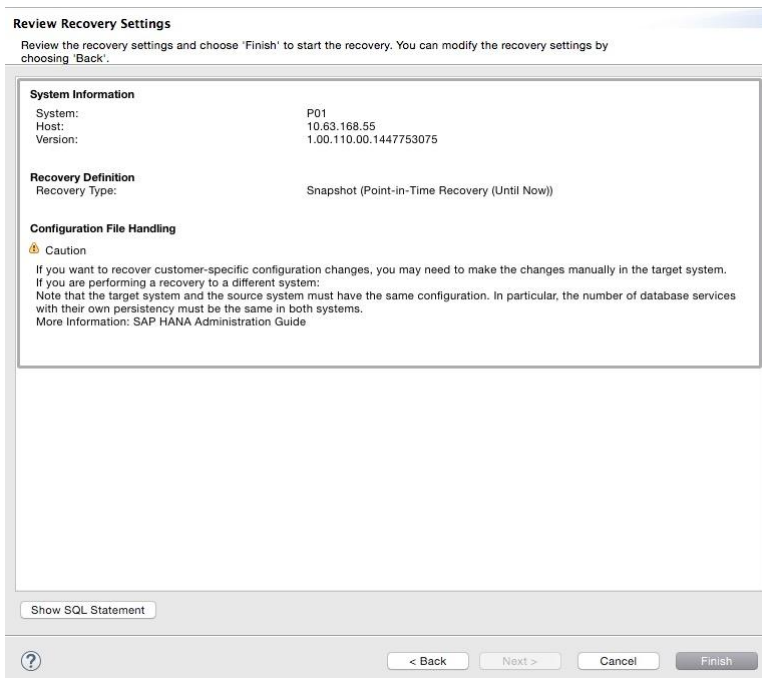 Review Recovery Settings
Review the recovery settings and choose 'Finish' to start the recovery. You can modify the recovery settings by
choosing 'Back'.
System Information
System: P01
Host: 10.63.168.55
Version: 1.00.110.00.1447753075
Recovery Definition
Recovery Type: Snapshot (Point-in-Time Recovery (Until Now))
Configuration File Handling
Caution
If you want to recover customer-specific configuration changes, you may need to make the changes manually in the target system.
If you are performing a recovery to a different system:
Note that the target system and the source system must have the same configuration. In particular, the number of database services
with their own persistency must be the same in both systems.
More Information: SAP HANA Administration Guide
Show SQL Statement
? < Back Next > Cancel Finish